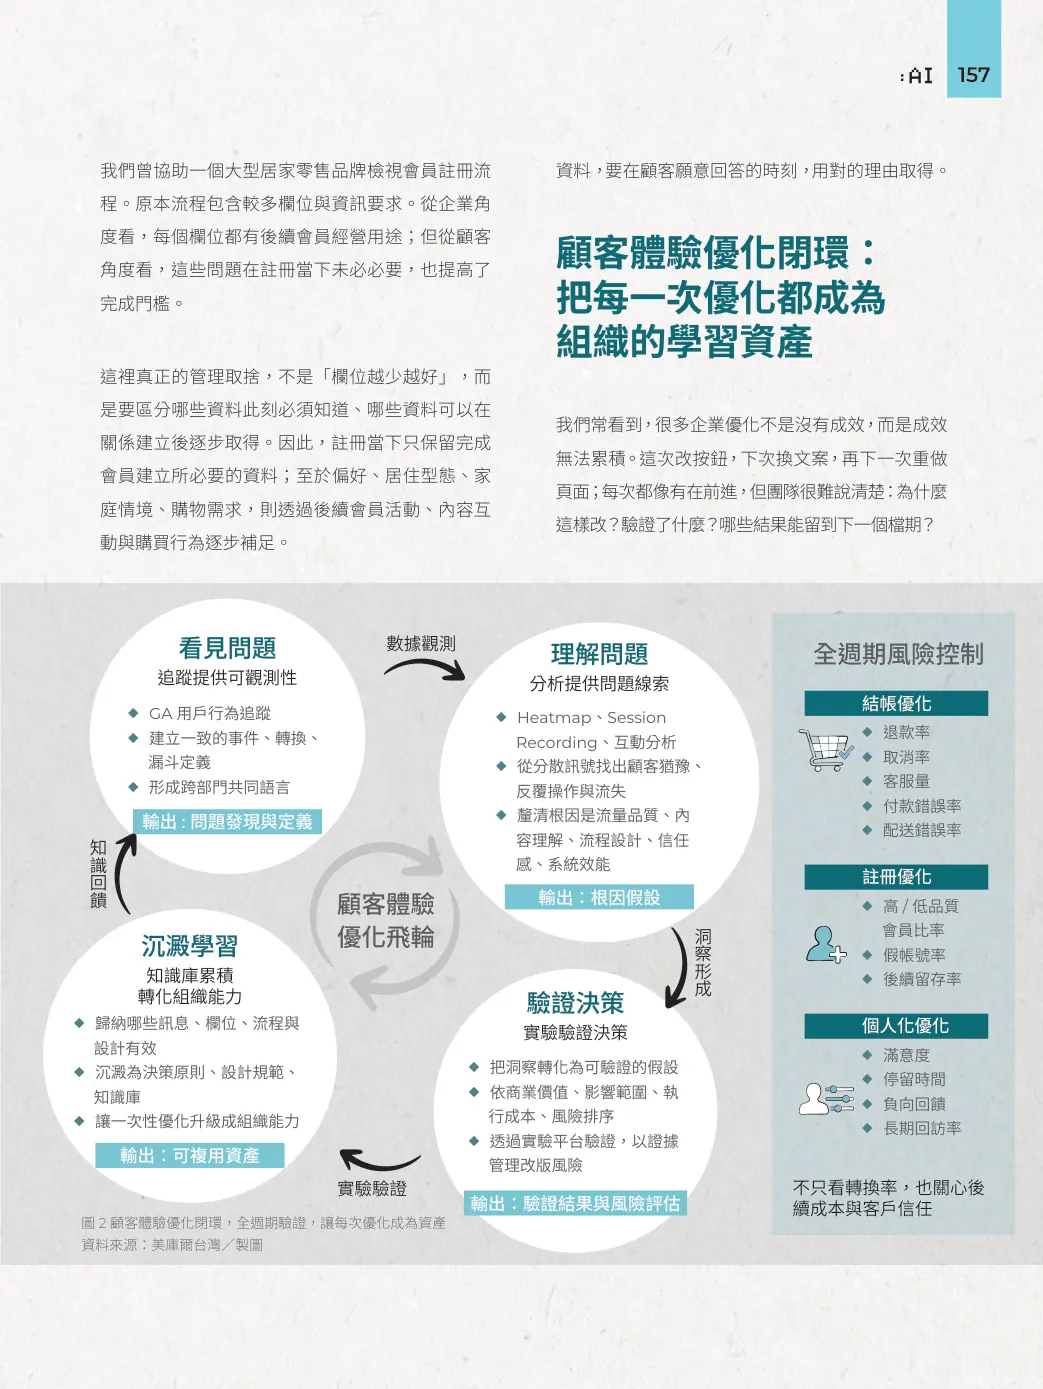 :AI
157
我們曾協助一個大型居家零售品牌檢視會員註冊流
程。原本流程包含較多欄位與資訊要求。從企業角
度看，每個欄位都有後續會員經營用途；但從顧客
角度看，這些問題在註冊當下未必必要，也提高了
完成門檻。
這裡真正的管理取捨，不是「欄位越少越好」，而
是要區分哪些資料此刻必須知道、哪些資料可以在
關係建立後逐步取得。因此，註冊當下只保留完成
會員建立所必要的資料；至於偏好、居住型態、家
庭情境、購物需求，則透過後續會員活動、內容互
動與購買行為逐步補足。
資料，要在顧客願意回答的時刻，用對的理由取得。
顧客體驗優化閉環：
把每一次優化都成為
組織的學習資產
我們常看到，很多企業優化不是沒有成效，而是成效
無法累積。這次改按鈕，下次換文案，再下一次重做
頁面；每次都像有在前進，但團隊很難說清楚：為什麼
這樣改？驗證了什麼？哪些結果能留到下一個檔期？
看見問題
追蹤提供可觀測性
◆ GA 用戶行為追蹤
◆ 建立一致的事件、轉換、
漏斗定義
◆ 形成跨部門共同語言
輸出：問題發現與定義
數據觀測
理解問題
分析提供問題線索
◆ Heatmap、Session
Recording、互動分析
◆ 從分散訊號找出顧客猶豫、
反覆操作與流失
◆ 釐清根因是流量品質、內
容理解、流程設計、信任
感、系統效能
輸出：根因假設
洞察形成
驗證決策
實驗驗證決策
◆ 把洞察轉化為可驗證的假設
◆ 依商業價值、影響範圍、執
行成本、風險排序
◆ 透過實驗平台驗證，以證據
管理改版風險
輸出：驗證結果與風險評估
實驗驗證
沉澱學習
知識庫累積
轉化組織能力
◆ 歸納哪些訊息、欄位、流程與
設計有效
◆ 沉澱為決策原則、設計規範、
知識庫
◆ 讓一次性優化升級成組織能力
輸出：可複用資產
知識回饋
顧客體驗
優化飛輪
全週期風險控制
結帳優化
◆ 退款率
◆ 取消率
◆ 客服量
◆ 付款錯誤率
◆ 配送錯誤率
註冊優化
◆ 高 / 低品質
會員比率
◆ 假帳號率
◆ 後續留存率
個人化優化
◆ 滿意度
◆ 停留時間
◆ 負向回饋
◆ 長期回訪率
不只看轉換率，也關心後
續成本與客戶信任
圖 2 顧客體驗優化閉環，全週期驗證，讓每次優化成為資產
資料來源：美庫爾台灣／製圖